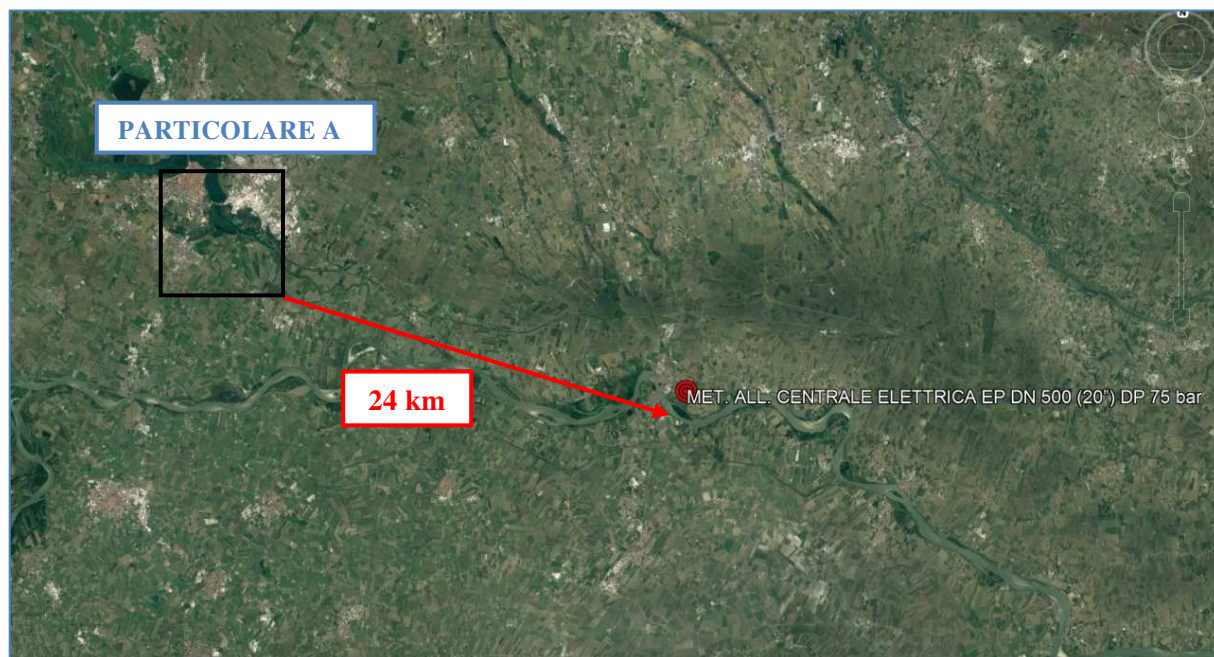 PARTICOLARE A
24 km
MET. ALL. CENTRALE ELETTRICA EP DN 500 (20") DP 75 bar